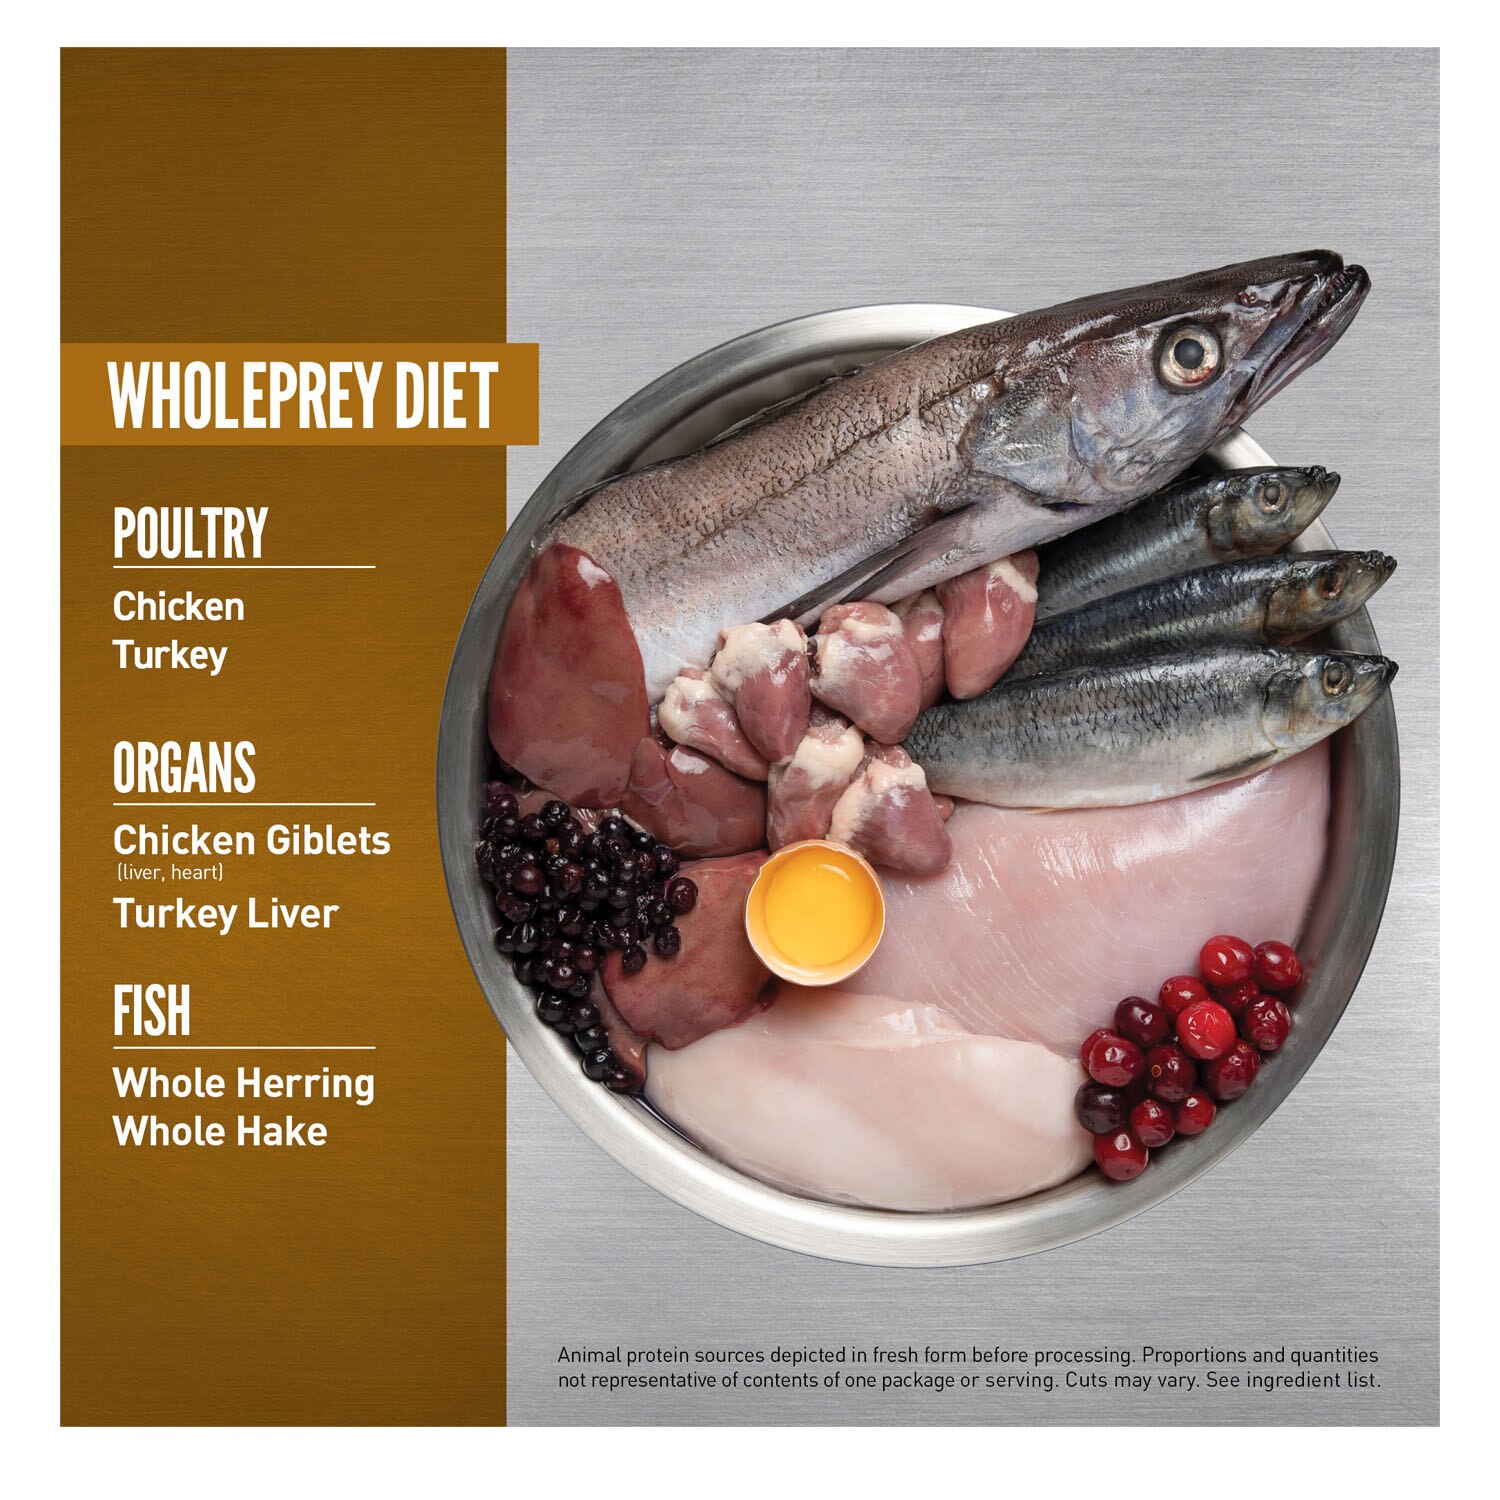 WHOLEPREY DIET
POULTRY
Chicken
Turkey
ORGANS
Chicken Giblets
(liver, heart)
Turkey Liver
FISH
Whole Herring
Whole Hake
Animal protein sources depicted in fresh form before processing. Proportions and quantities
not representative of contents of one package or serving. Cuts may vary. See ingredient list.